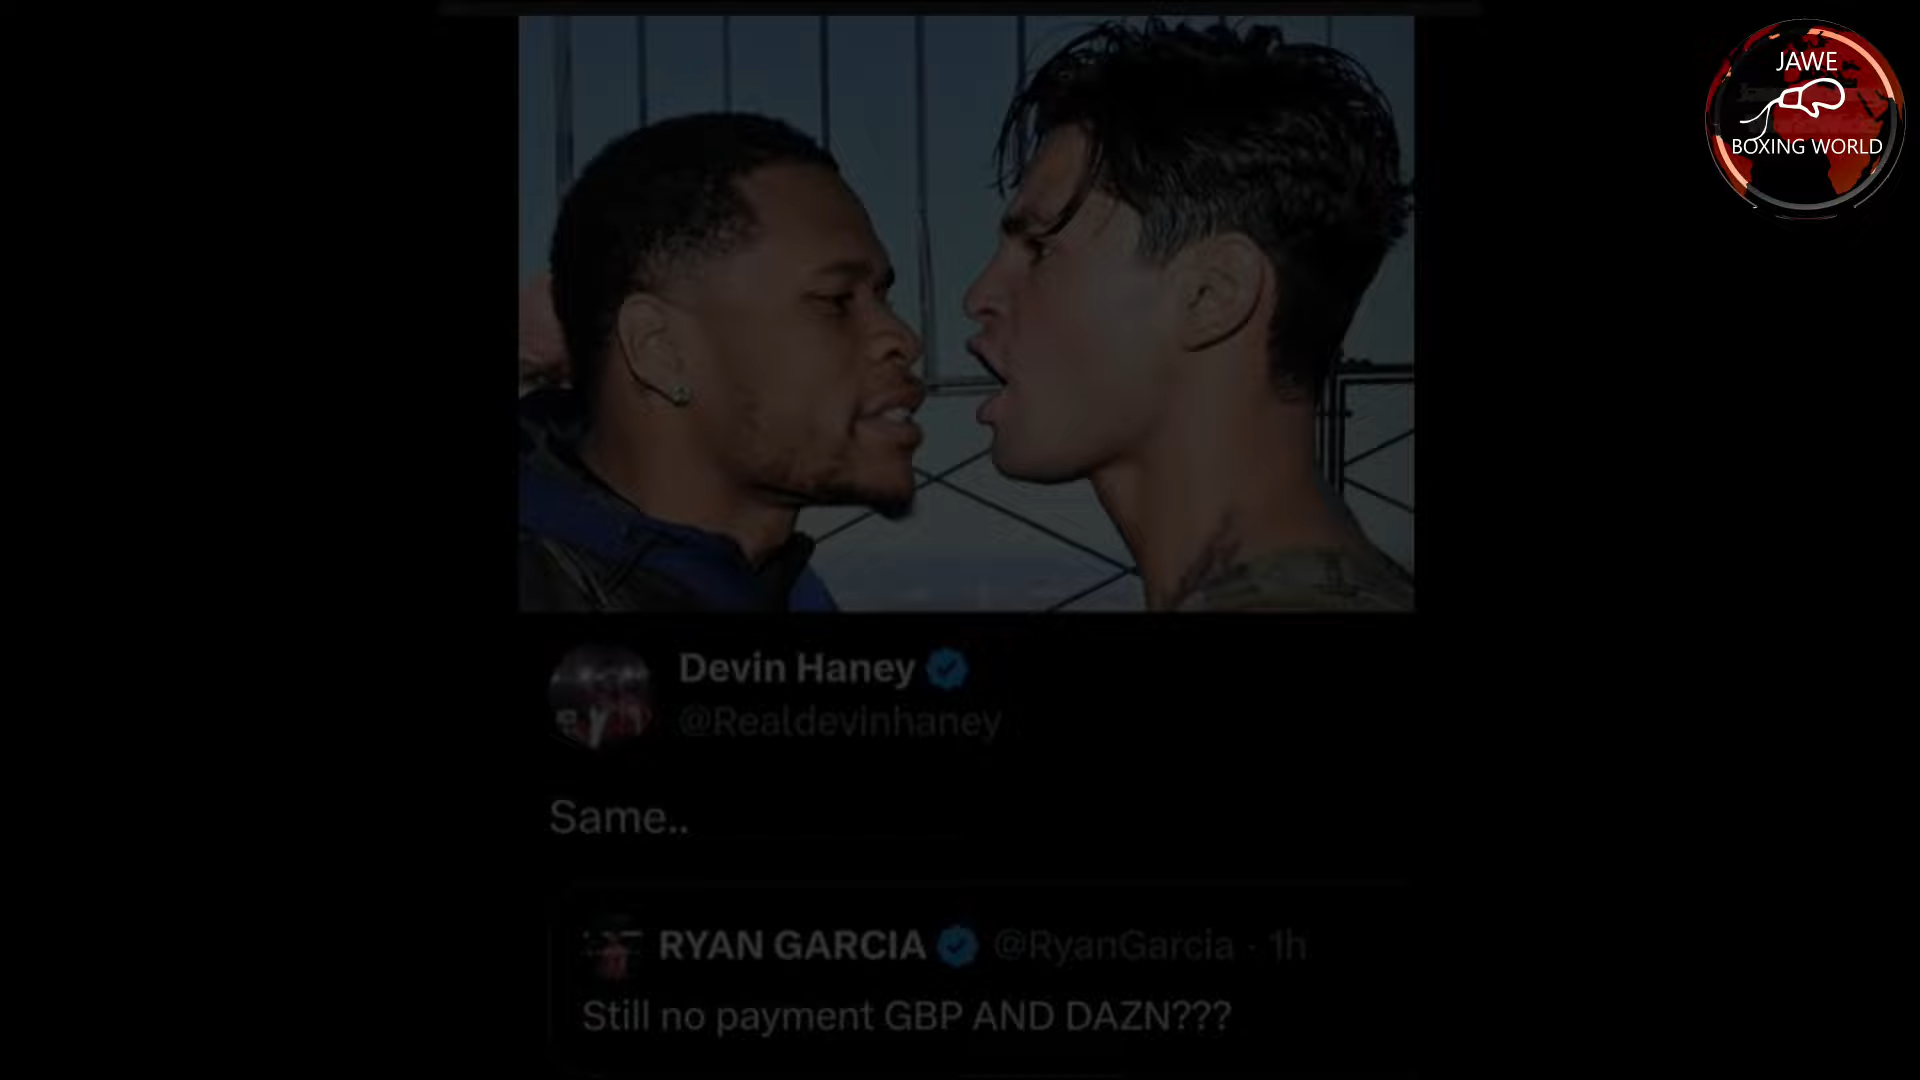 JAWE
BOXING WORLD
Devin Haney
@Realdevinhaney
Same..
RYAN GARCIA @RyanGarcia · 1h
Still no payment GBP AND DAZN???